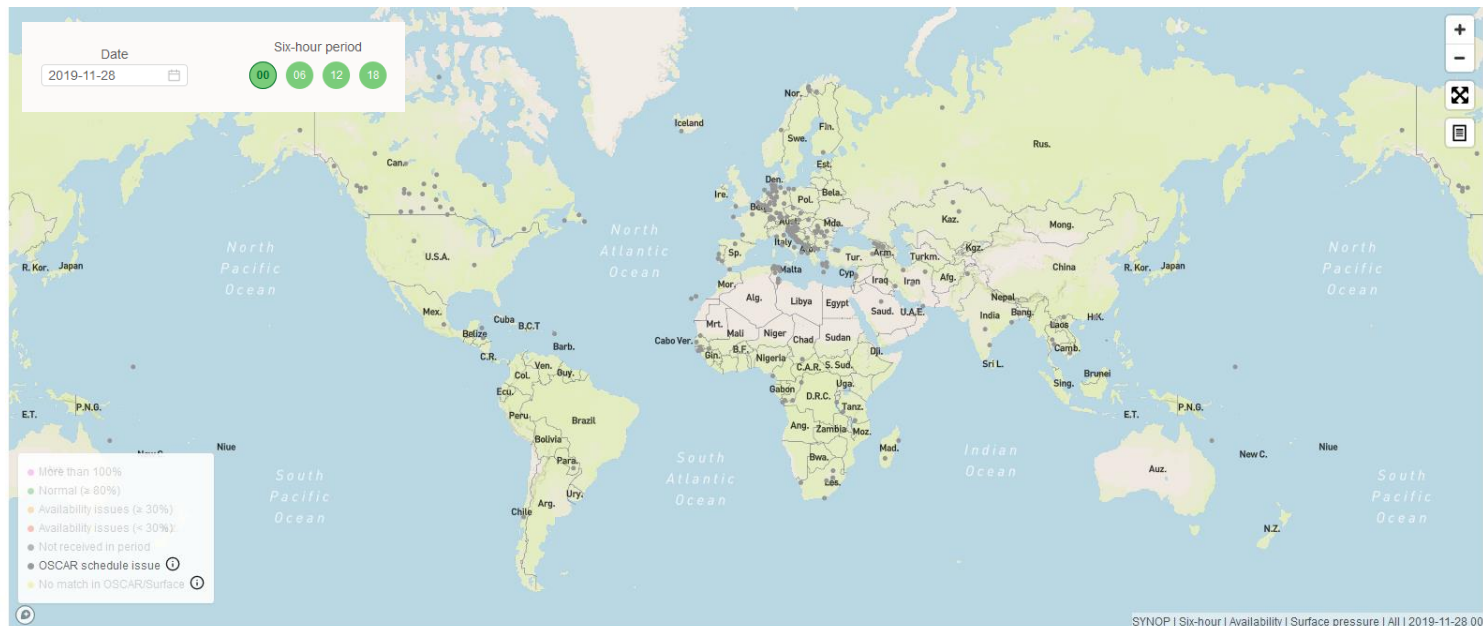 Date
Six-hour period
2019-11-28
00 06 12 18
Nor.
Iceland
Swe.
Fin.
Rus.
Can.
Est.
Den.
Ire.
Bela.
Pol.
Kaz.
Mong.
Mda.
Italy
North
Pacific
Ocean
U.S.A.
North
Atlantic
Ocean
Sp.
Tur.
Arm.
Turkm.
Kgz.
North
Pacific
Ocean
R. Kor.
Japan
Malta
Cyp.
Iraq
Iran
Afg.
China
R. Kor.
Japan
Mor.
Alg.
Libya
Egypt
Saud.
U.A.E.
Nepal
Bang.
India
Laos
H.K.
Mex.
Cuba
B.C.T
Belize
Barb.
C.R.
Cabo Ver.
Mrt.
Mali
Niger
Chad
Sudan
Gin.
B.F.
Nigeria
Dji.
Camb.
Sri L.
Ven.
Guy.
Col.
Ecu.
C.A.R.
S. Sud.
Uga.
Gabon
D.R.C.
Tanz.
Brunei
Sing.
P.N.G.
E.T.
Peru
Brazil
E.T.
P.N.G.
Ang.
Zambia
Moz.
Bolivia
Niue
New C.
Niue
Para.
South
Pacific
Ocean
South
Atlantic
Ocean
Bwa.
Mad.
Indian
Ocean
Auz.
South
Pacific
Ocean
Les.
Ury.
Arg.
Chile
N.Z.
More than 100%
Normal (≥ 80%)
Availability issues (≥ 30%)
Availability issues (< 30%)
Not received in period
OSCAR schedule issue
No match in OSCAR/Surface
SYNOP | Six-hour | Availability | Surface pressure | All | 2019-11-28 00